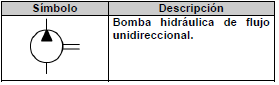 Símbolo Descripción
Bomba hidráulica de flujo
unidireccional.